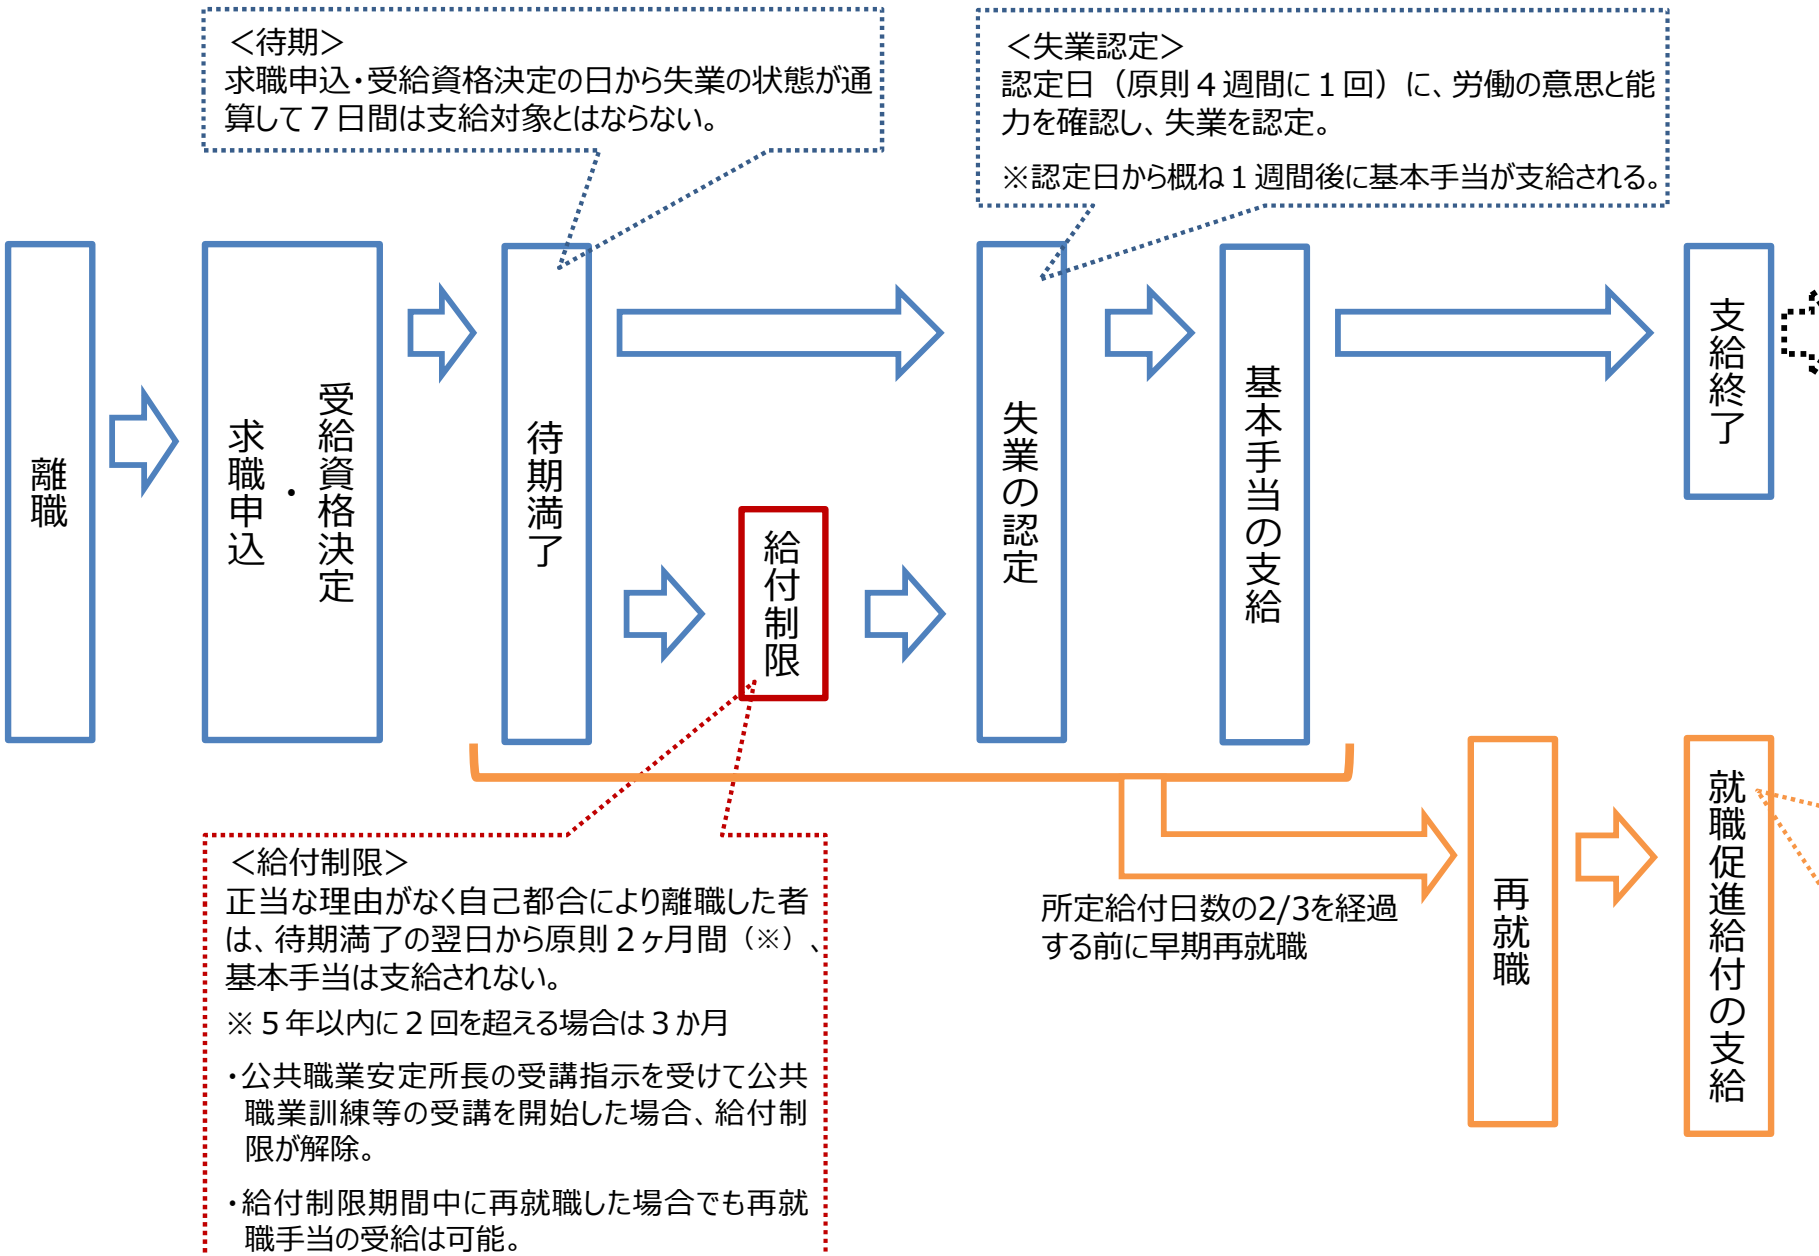 ＜待期＞
求職申込・受給資格決定の日から失業の状態が通
算して７日間は支給対象とはならない。
＜失業認定＞
認定日（原則４週間に１回）に、労働の意思と能
力を確認し、失業を認定。
※認定日から概ね１週間後に基本手当が支給される。
離職
受給資格決定
・
求職申込
待期満了
給付制限
失業の認定
基本手当の支給
支給終了
＜給付制限＞
正当な理由がなく自己都合により離職した者
は、待期満了の翌日から原則２ヶ月間（※）、
基本手当は支給されない。
※５年以内に２回を超える場合は３か月
・公共職業安定所長の受講指示を受けて公共
職業訓練等の受講を開始した場合、給付制
限が解除。
・給付制限期間中に再就職した場合でも再就
職手当の受給は可能。
所定給付日数の2/3を経過
する前に早期再就職
再就職
就職促進給付の支給